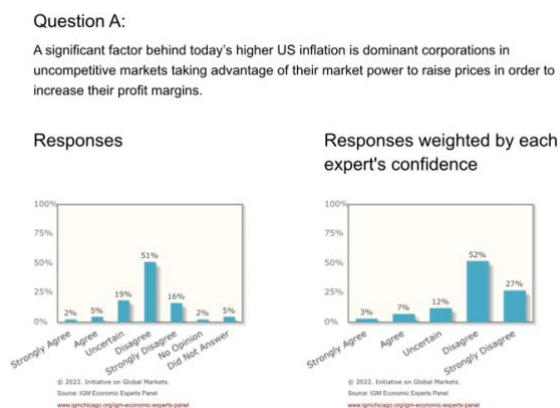 Question A:
A significant factor behind today's higher US inflation is dominant corporations in
uncompetitive markets taking advantage of their market power to raise prices in order to
increase their profit margins.
Responses
100%
75%
50%
25%
0%
2%
5%
19%
51%
16%
2%
5%
Strongly Agree
Agree
Uncertain
Disagree
Strongly Disagree
No Opinion
Did Not Answer
© 2022. Initiative on Global Markets.
Source: IGM Economic Experts Panel
www.igmchicago.org/igm-economic-experts-panel
Responses weighted by each
expert's confidence
100%
75%
50%
25%
0%
3%
7%
12%
52%
27%
Strongly Agree
Agree
Uncertain
Disagree
Strongly Disagree
© 2022. Initiative on Global Markets.
Source: IGM Economic Experts Panel
www.igmchicago.org/igm-economic-experts-panel